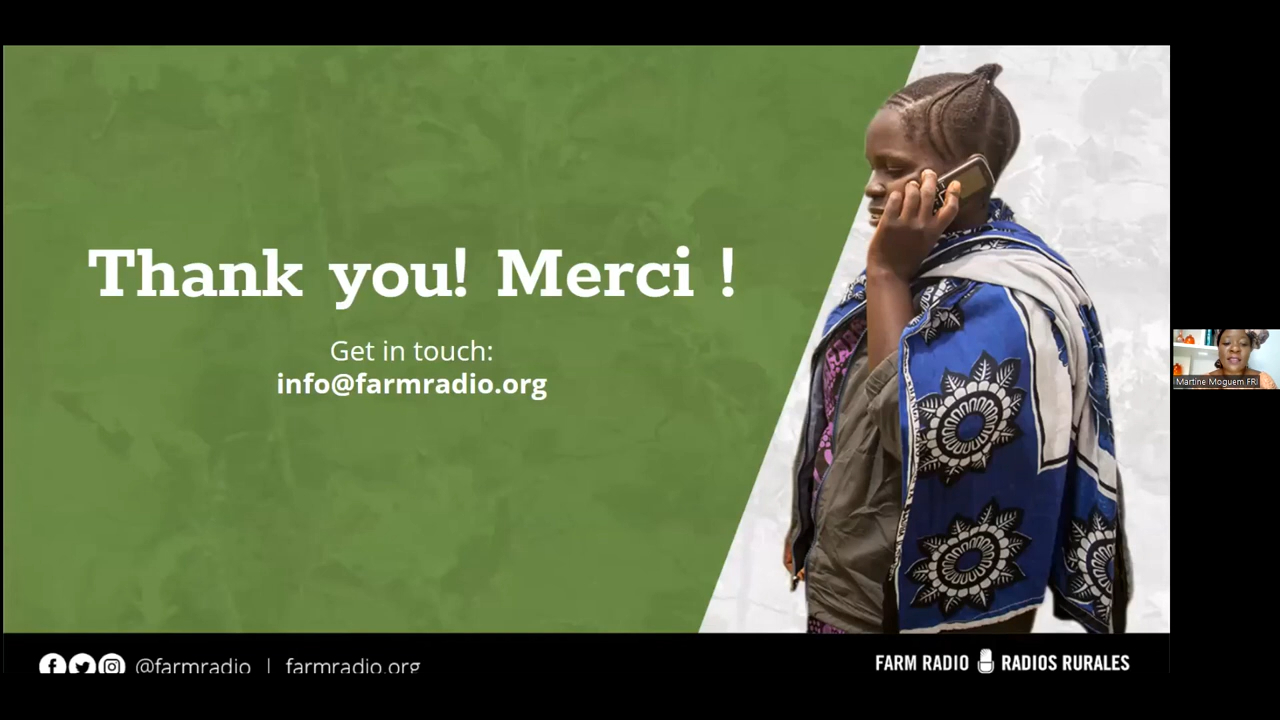 Thank you! Merci !
Get in touch:
info@farmradio.org
Martine Moguem FRI
@farmradio | farmradio.org
FARM RADIO RADIOS RURALES